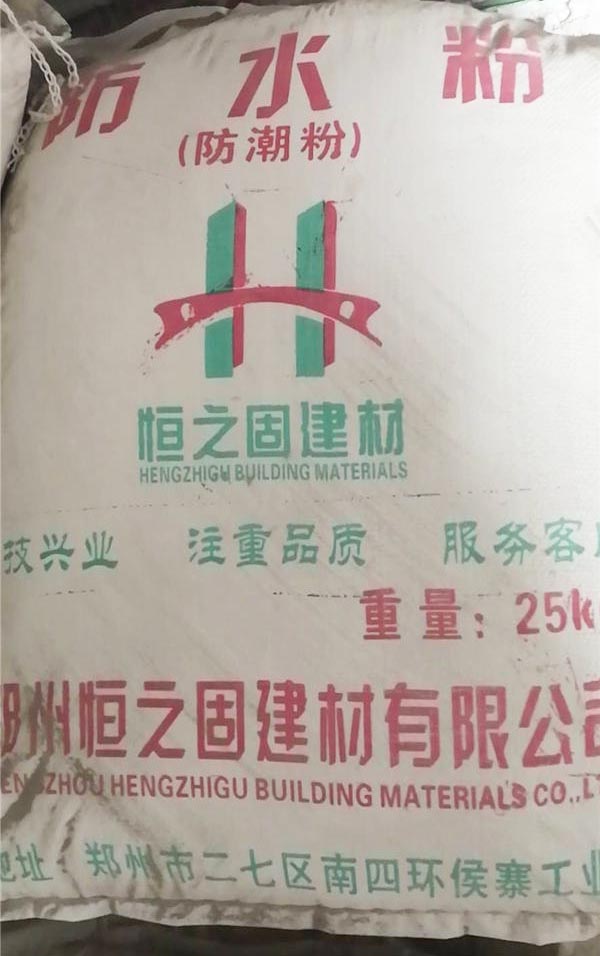 防水粉
(防潮粉)
恒之固建材
HENGZHIGU BUILDING MATERIALS
技兴业 注重品质 服务客
重量：25k
郑州恒之固建材有限公司
ENGZHOU HENGZHIGU BUILDING MATERIALS CO.,L
地址 郑州市二七区南四环侯寨工业